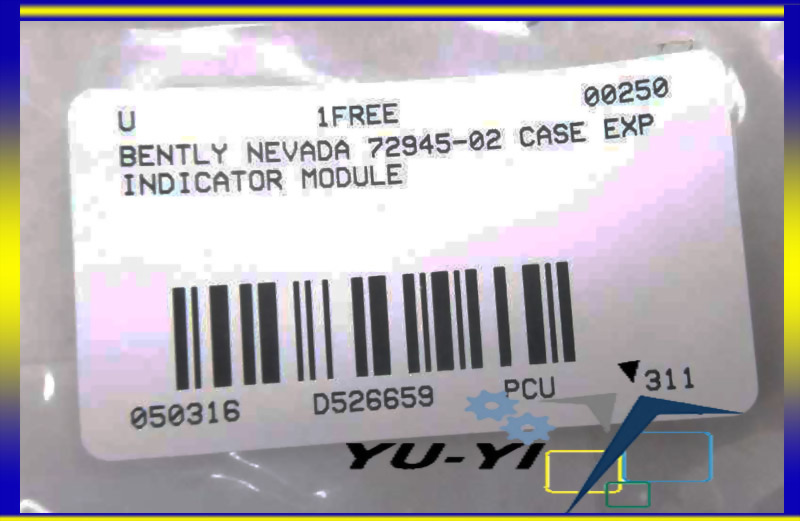 U 1FREE 00250
BENTLY NEVADA 72945-02 CASE EXP
INDICATOR MODULE
050316 D526659 PCU 311
YU-YI